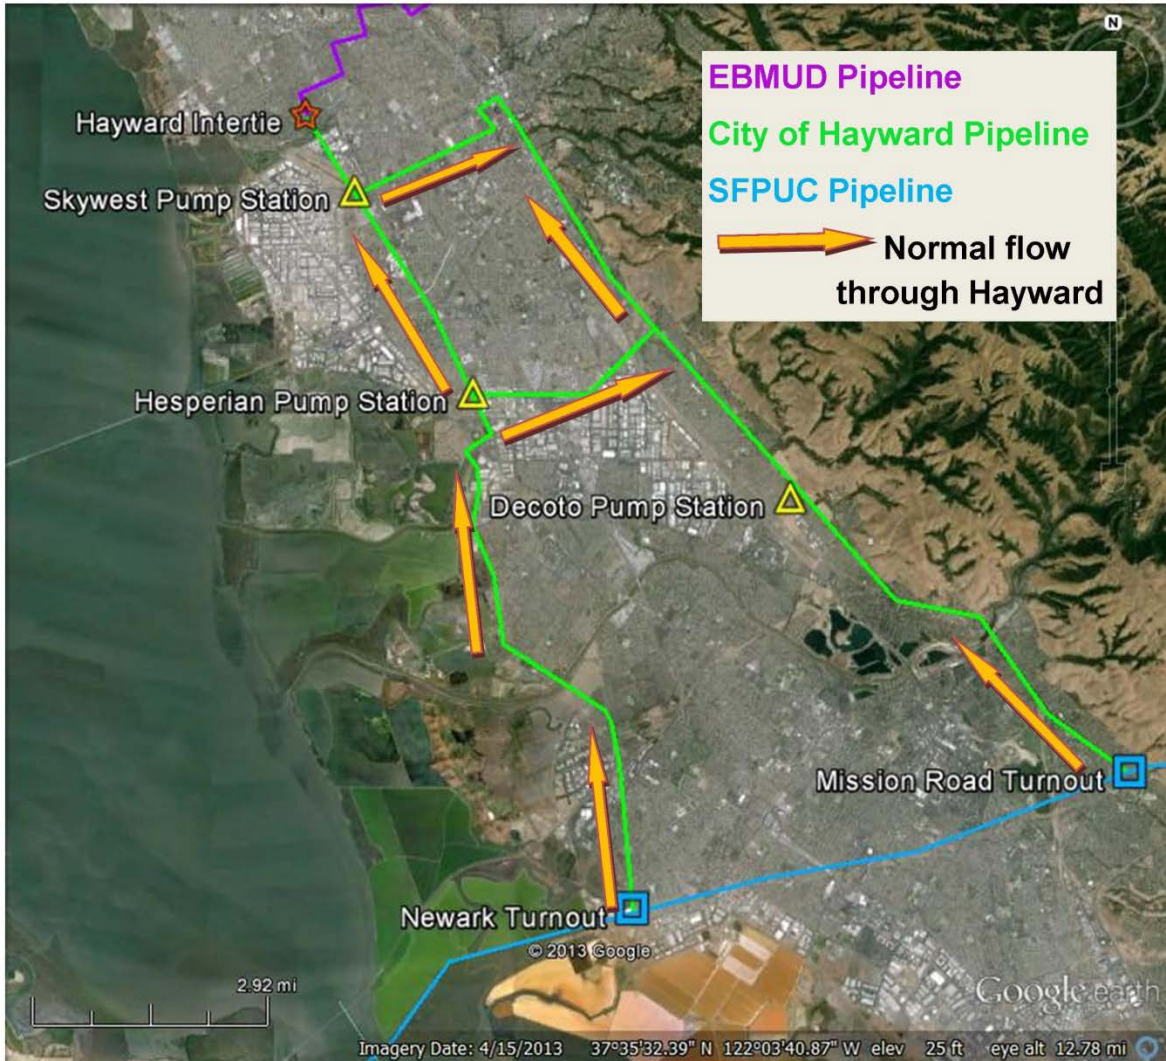 N
EBMUD Pipeline
City of Hayward Pipeline
SFPUC Pipeline
Normal flow
through Hayward
Hayward Intertie
Skywest Pump Station
Hesperian Pump Station
Decoto Pump Station
Mission Road Turnout
Newark Turnout
© 2013 Google
2.92 mi
Google earth
Imagery Date: 4/15/2013 37°35'32.39" N 122°03'40.87" W elev 25 ft eye alt 12.78 mi